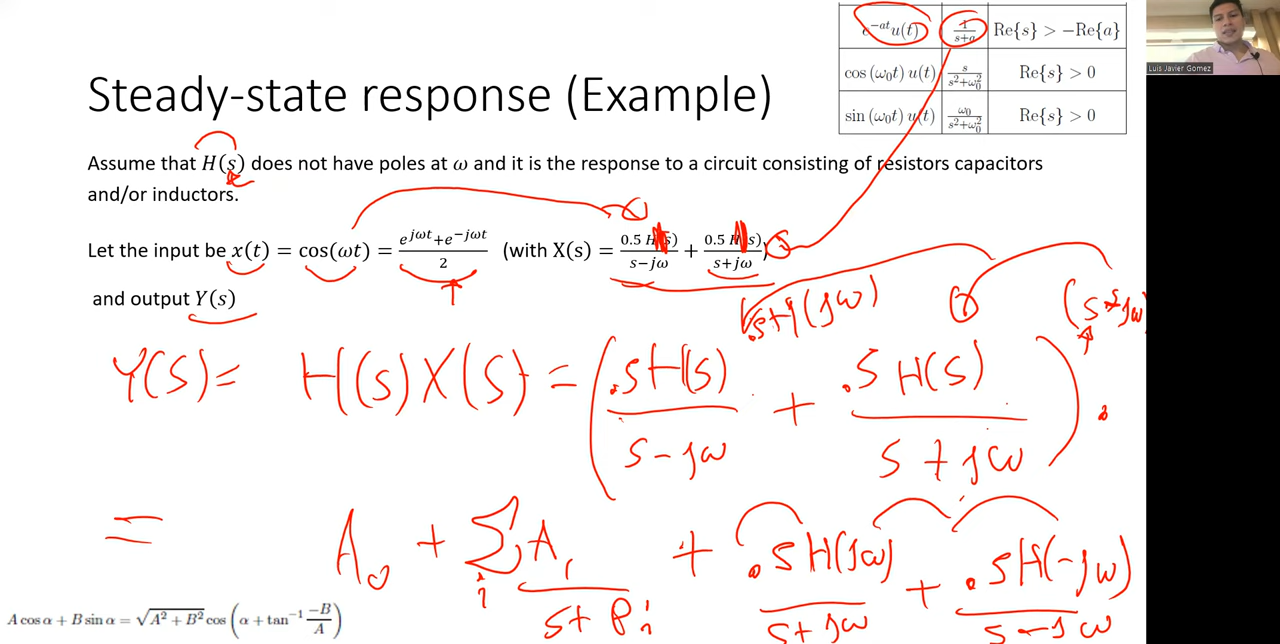 e^{-at}u(t) 1/(s+a) Re{s} > −Re{a}
cos (ω₀t) u(t) s/(s²+ω₀²) Re{s} > 0
sin (ω₀t) u(t) ω₀/(s²+ω₀²) Re{s} > 0
Luis Javier Gomez
Steady-state response (Example)
Assume that H(s) does not have poles at ω and it is the response to a circuit consisting of resistors capacitors
and/or inductors.
Let the input be x(t) = cos(ωt) = (e^{jωt}+e^{−jωt})/2 (with X(s) = 0.5 H(s)/(s−jω) + 0.5 H(s)/(s+jω),
and output Y(s)
(jω) (s+jω)
Y(s) = H(s)X(s) = (.5H(s)/(s-jω) + .5H(s)/(s+jω)) .
= A₀ + Σ_i A_i/(s+P_i) + .5H(jω)/(s+jω) + .5H(-jω)/(s-jω)
A cos α + B sin α = √(A² + B²) cos (α + tan⁻¹ −B/A)